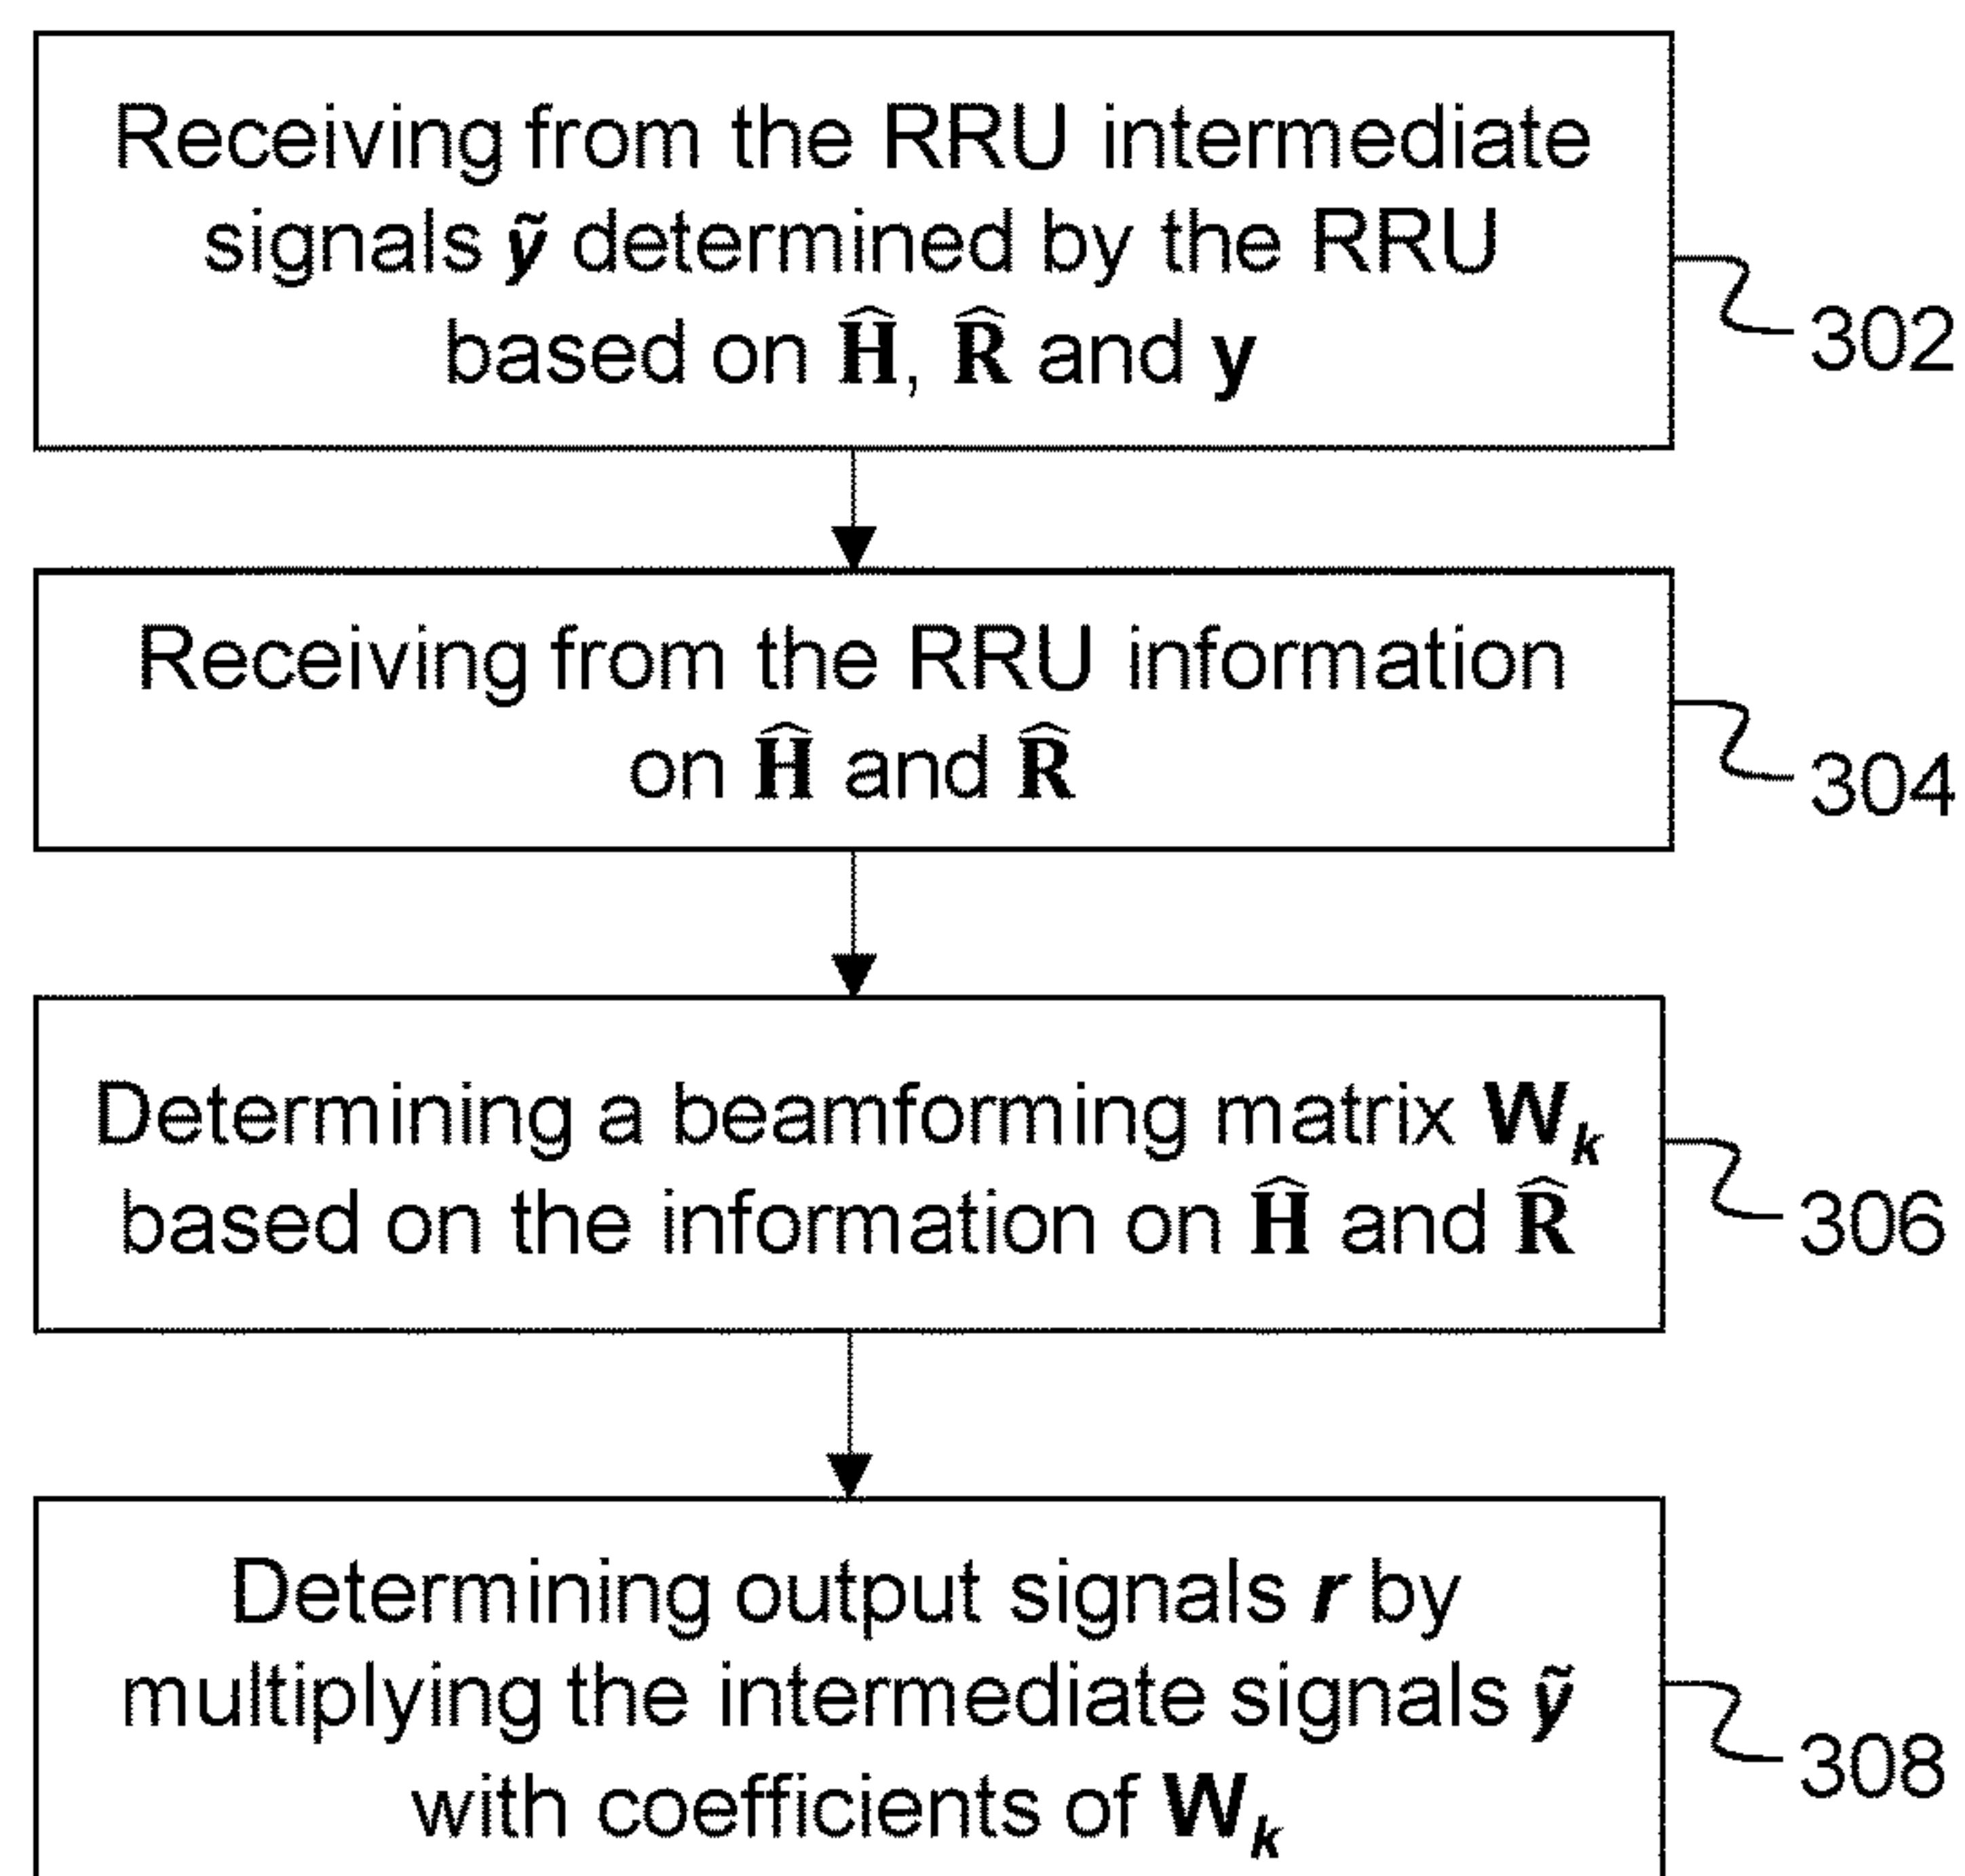 Receiving from the RRU intermediate
signals ỹ determined by the RRU
based on Ĥ, R̂ and y
302
Receiving from the RRU information
on Ĥ and R̂
304
Determining a beamforming matrix Wₖ
based on the information on Ĥ and R̂
306
Determining output signals r by
multiplying the intermediate signals ỹ
with coefficients of Wₖ
308